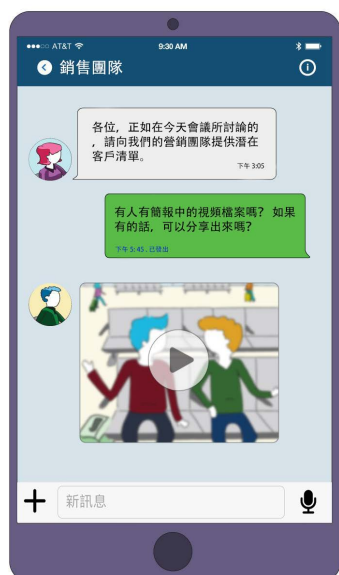 AT&T 9:30 AM
銷售團隊
各位, 正如在今天會議所討論的
, 請向我們的營銷團隊提供潛在
客戶清單。
下午 3:05
有人有簡報中的視頻檔案嗎? 如果
有的話, 可以分享出來嗎?
下午 3:45 . 已發出
新訊息